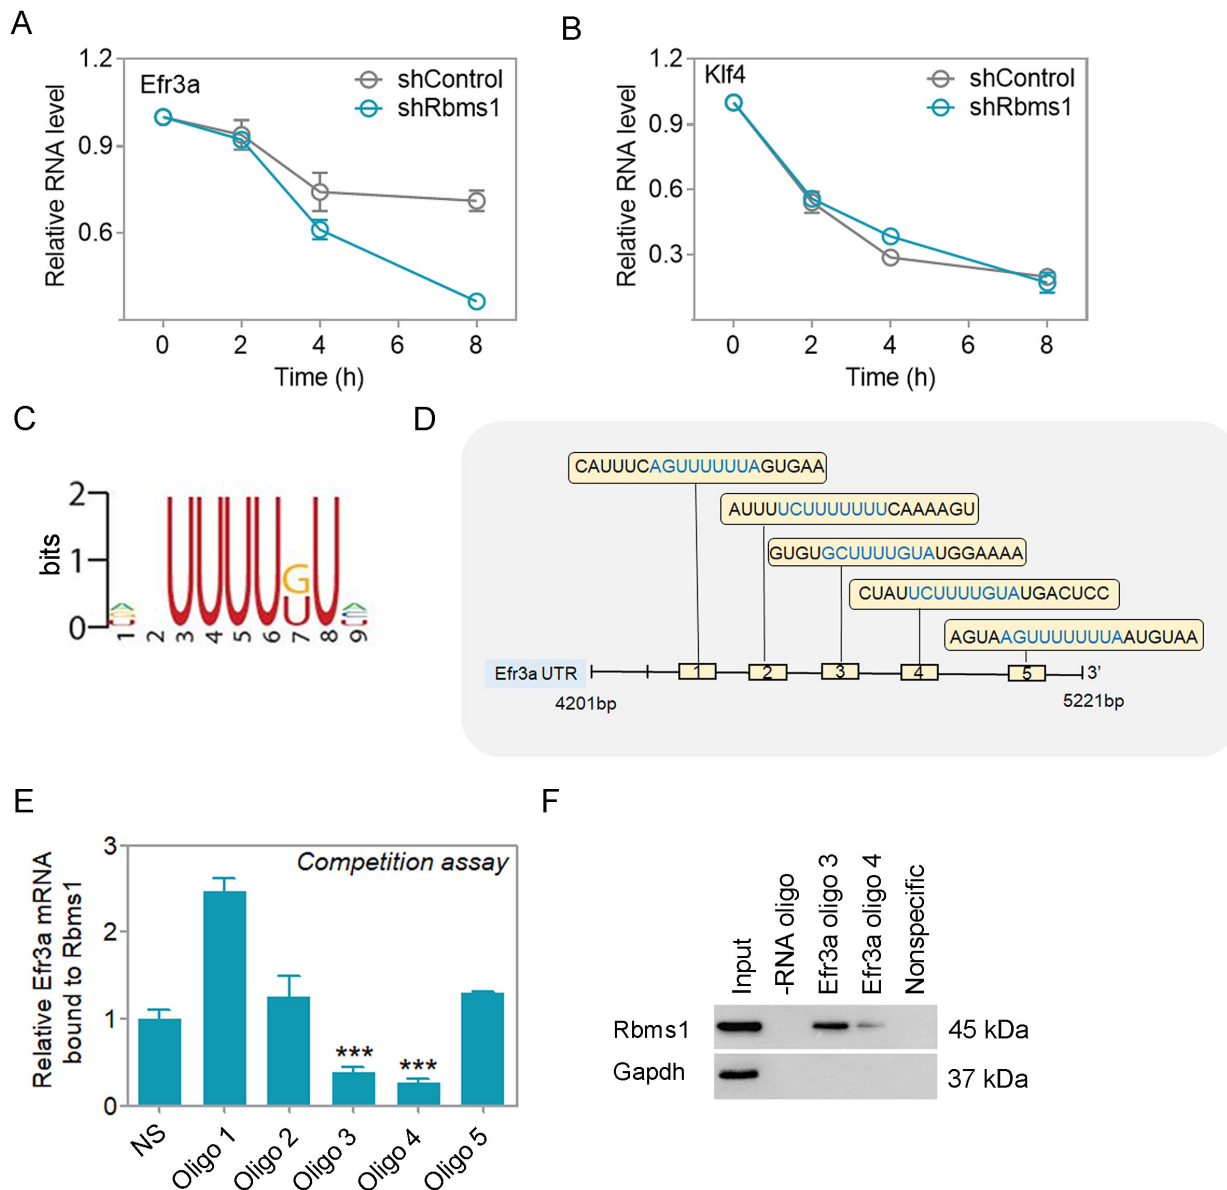 A
Efr3a
shControl
shRbms1
Relative RNA level
1.2
0.9
0.6
0 2 4 6 8
Time (h)
B
Klf4
shControl
shRbms1
Relative RNA level
1.2
0.9
0.6
0.3
0 2 4 6 8
Time (h)
C
bits
2
1
0
UUUUGU
U
1 2 3 4 5 6 7 8 9
D
CAUUUCAGUUUUUUAGUGAA
AUUUUCUUUUUUUCAAAAGU
GUGUGCUUUUGUAUGGAAAA
CUAUUCUUUUGUAUGACUCC
AGUAAGUUUUUUUAAUGUAA
Efr3a UTR
1 2 3 4 5
3’
4201bp
5221bp
E
Competition assay
Relative Efr3a mRNA
bound to Rbms1
3
2
1
0
*** ***
NS
Oligo 1
Oligo 2
Oligo 3
Oligo 4
Oligo 5
F
Input
-RNA oligo
Efr3a oligo 3
Efr3a oligo 4
Nonspecific
Rbms1
45 kDa
Gapdh
37 kDa